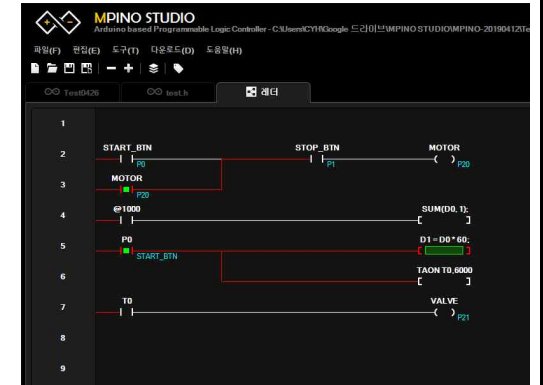 MPINO STUDIO
Arduino based Programmable Logic Controller - C:\Users\CYH\Google 드라이브\MPINO STUDIO\MPINO-20190412\Te
파일(F) 편집(E) 도구(T) 다운로드(D) 도움말(H)
Test0426 test.h 레더
1
START_BTN STOP_BTN MOTOR
2
P0 P1 P20
MOTOR
3
P20
@1000 SUM(D0, 1);
4
P0 D1 = D0 * 60;
5
START_BTN
TAON T0,6000
6
T0 VALVE
7
P21
8
9